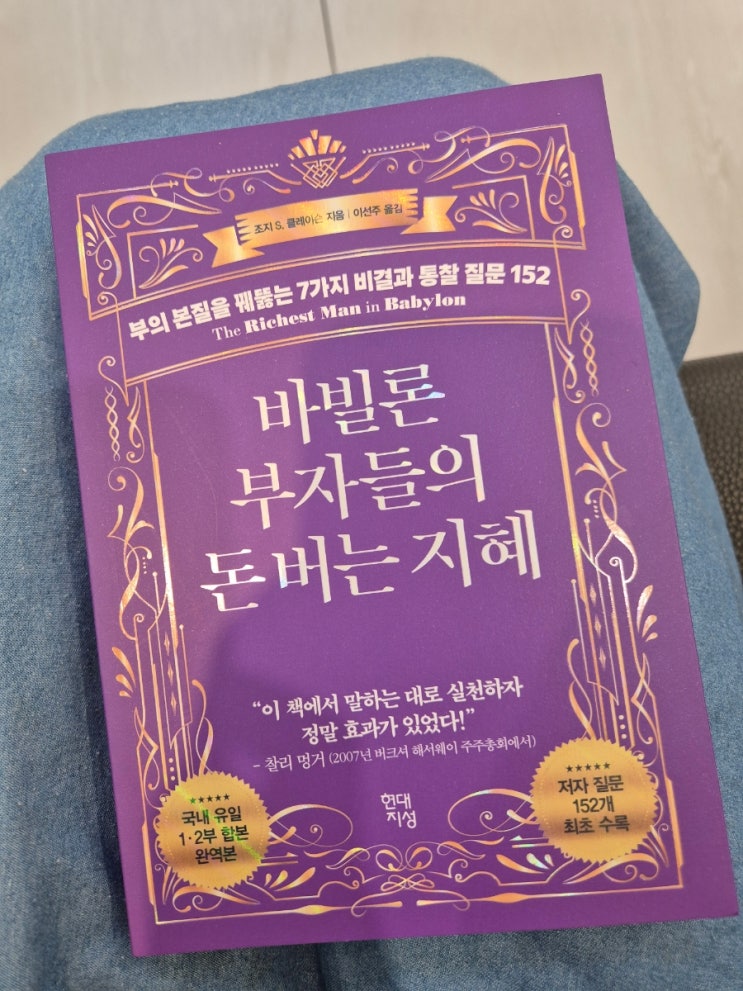 조지 S. 클레이슨 지음 | 이선주 옮김
부의 본질을 꿰뚫는 7가지 비결과 통찰 질문 152
The Richest Man in Babylon
바빌론
부자들의
돈 버는 지혜
“이 책에서 말하는 대로 실천하자
정말 효과가 있었다!”
- 찰리 멍거 (2007년 버크셔 해서웨이 주주총회에서)
현대
지성
★★★★★
국내 유일
1·2부 합본
완역본
★★★★★
저자 질문
152개
최초 수록